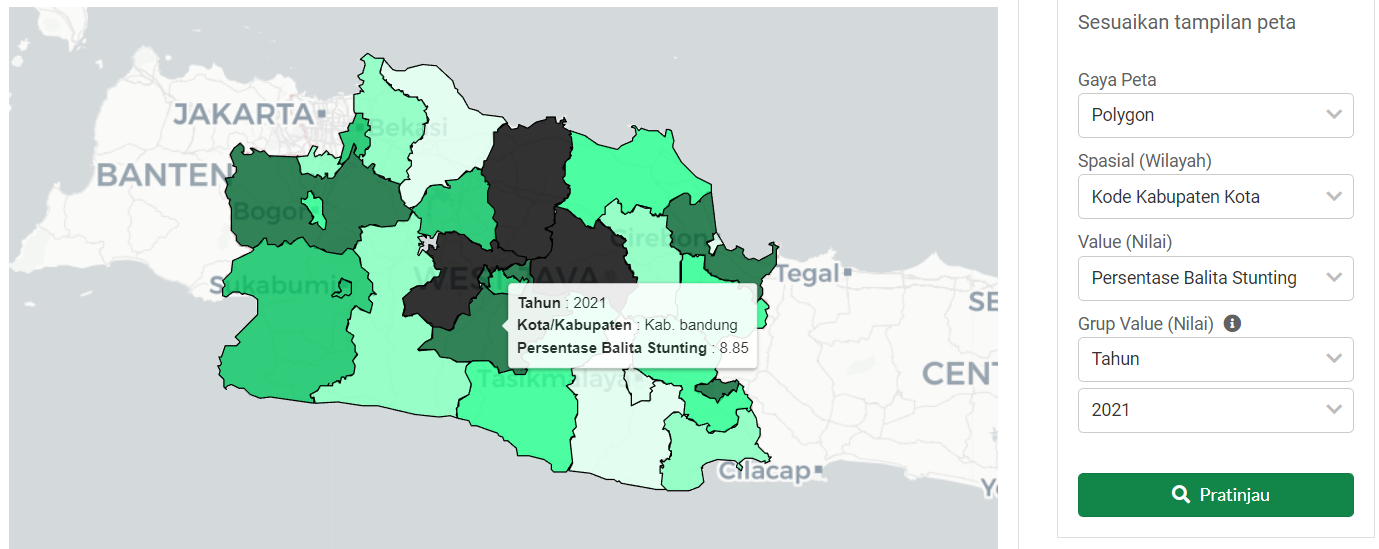 JAKARTA
Bekasi
BANTEN
Bogor
Cirebon
WEST JAVA
Sukabumi
Tegal
Tahun : 2021
Kota/Kabupaten : Kab. bandung
Persentase Balita Stunting : 8.85
Tasikmalaya
CENT
Cilacap
SE
Yo
Sesuaikan tampilan peta
Gaya Peta
Polygon
Spasial (Wilayah)
Kode Kabupaten Kota
Value (Nilai)
Persentase Balita Stunting
Grup Value (Nilai)
Tahun
2021
Pratinjau